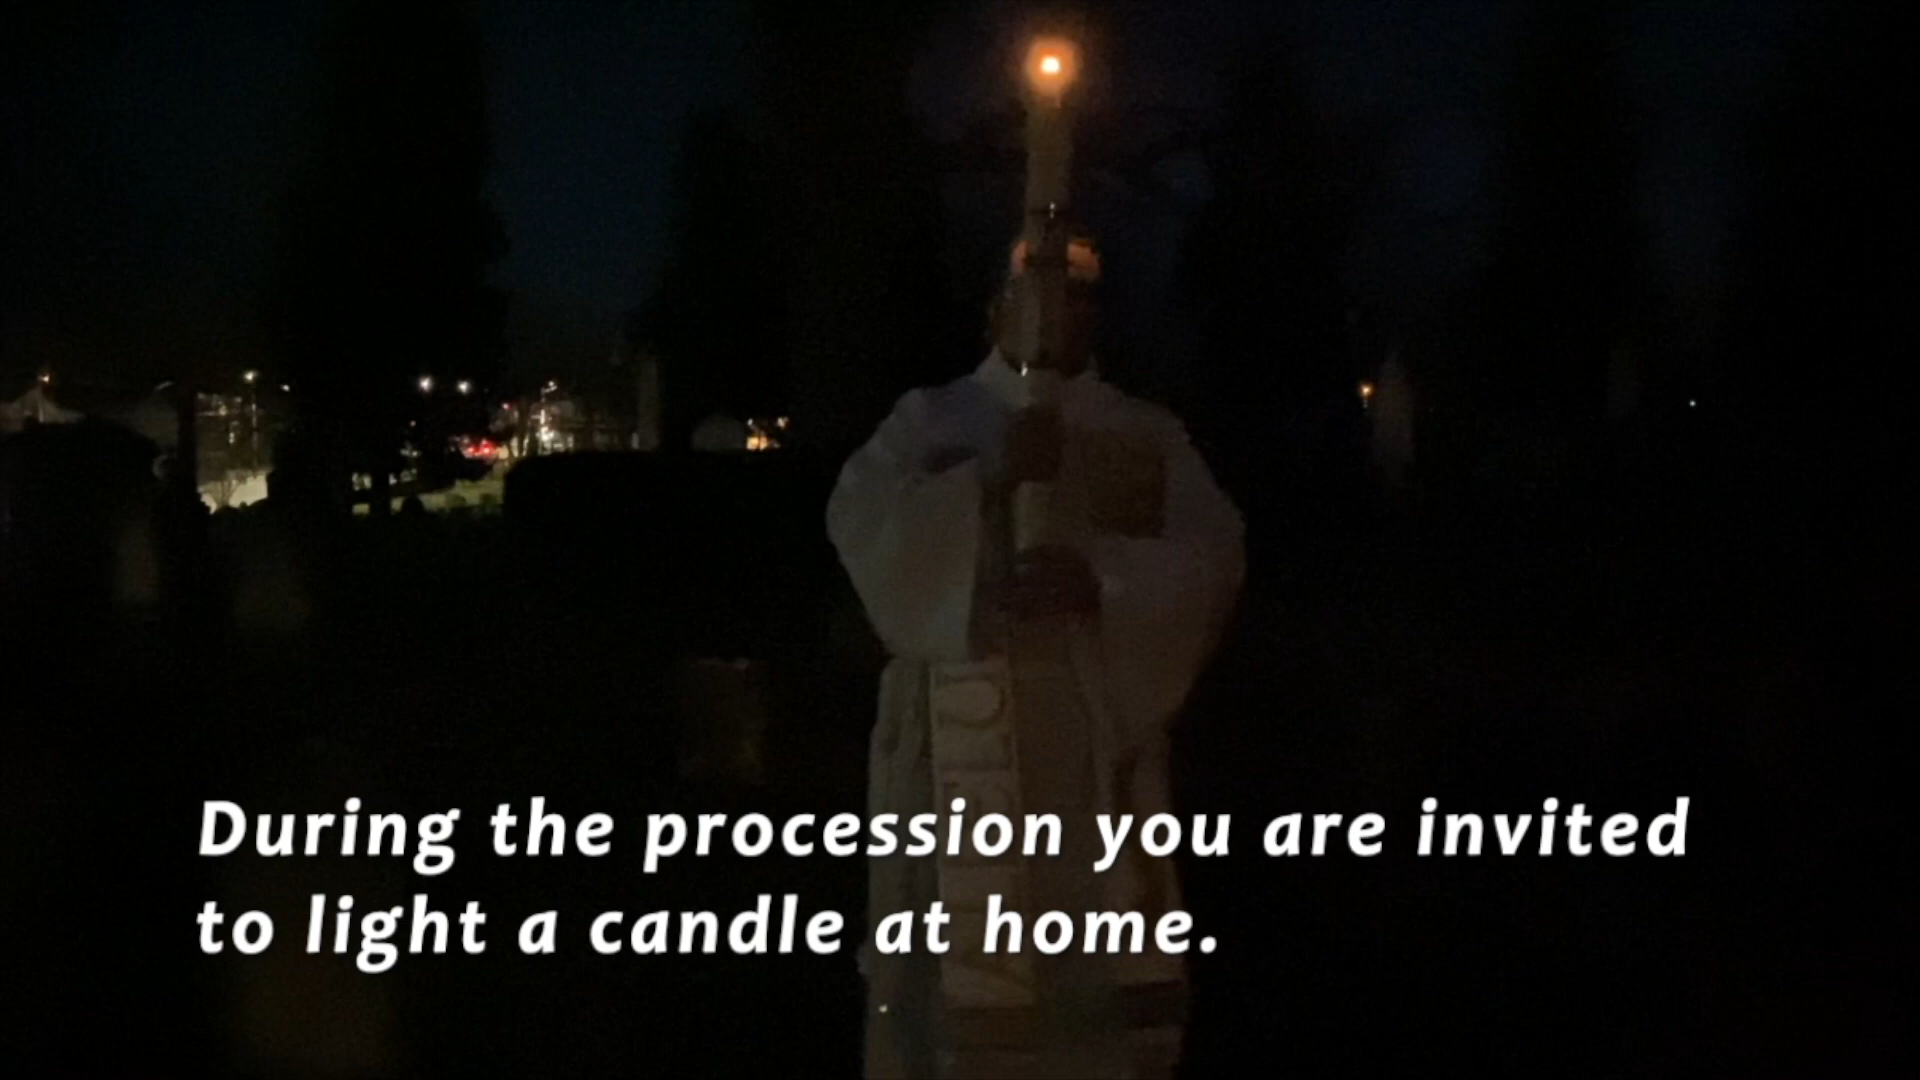 During the procession you are invited
to light a candle at home.